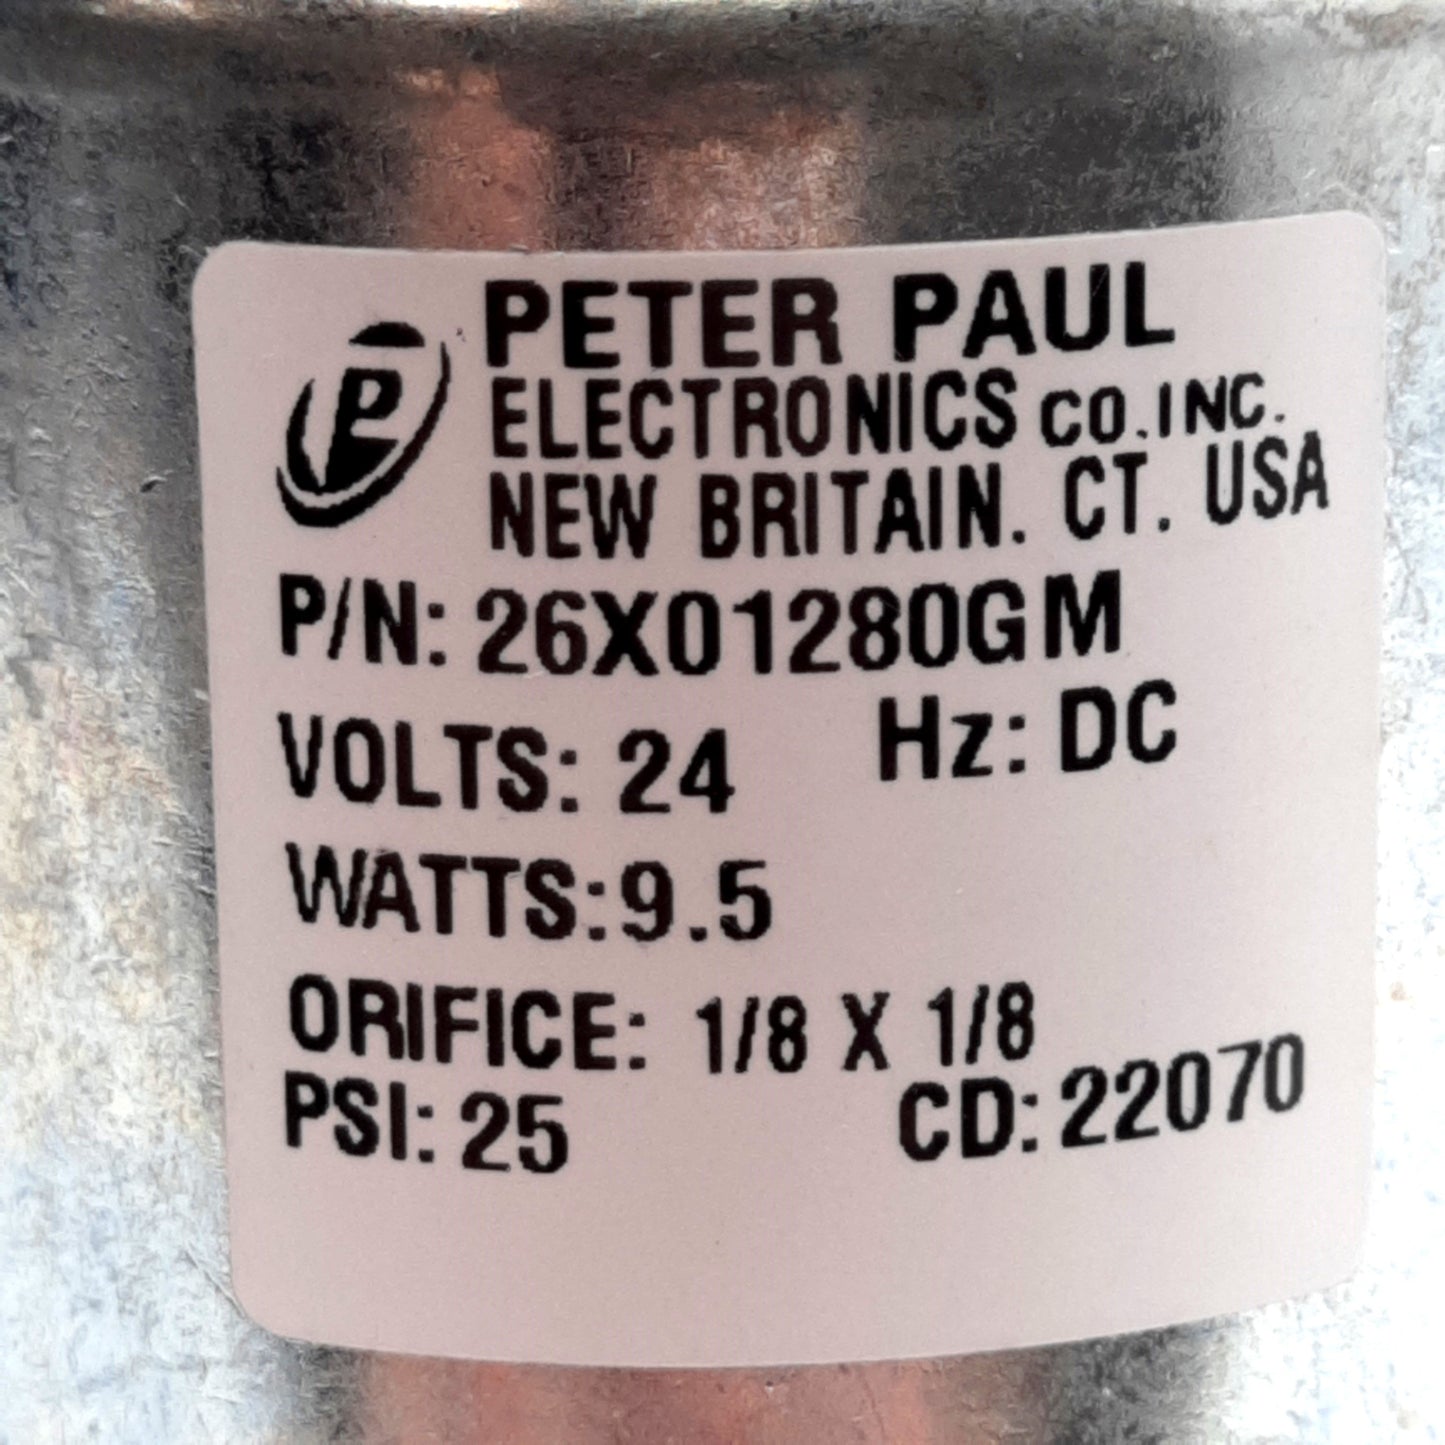 PETER PAUL
ELECTRONICS CO. INC.
NEW BRITAIN. CT. USA
P/N: 26X01280GM
VOLTS: 24 Hz: DC
WATTS: 9.5
ORIFICE: 1/8 X 1/8
PSI: 25 CD: 22070